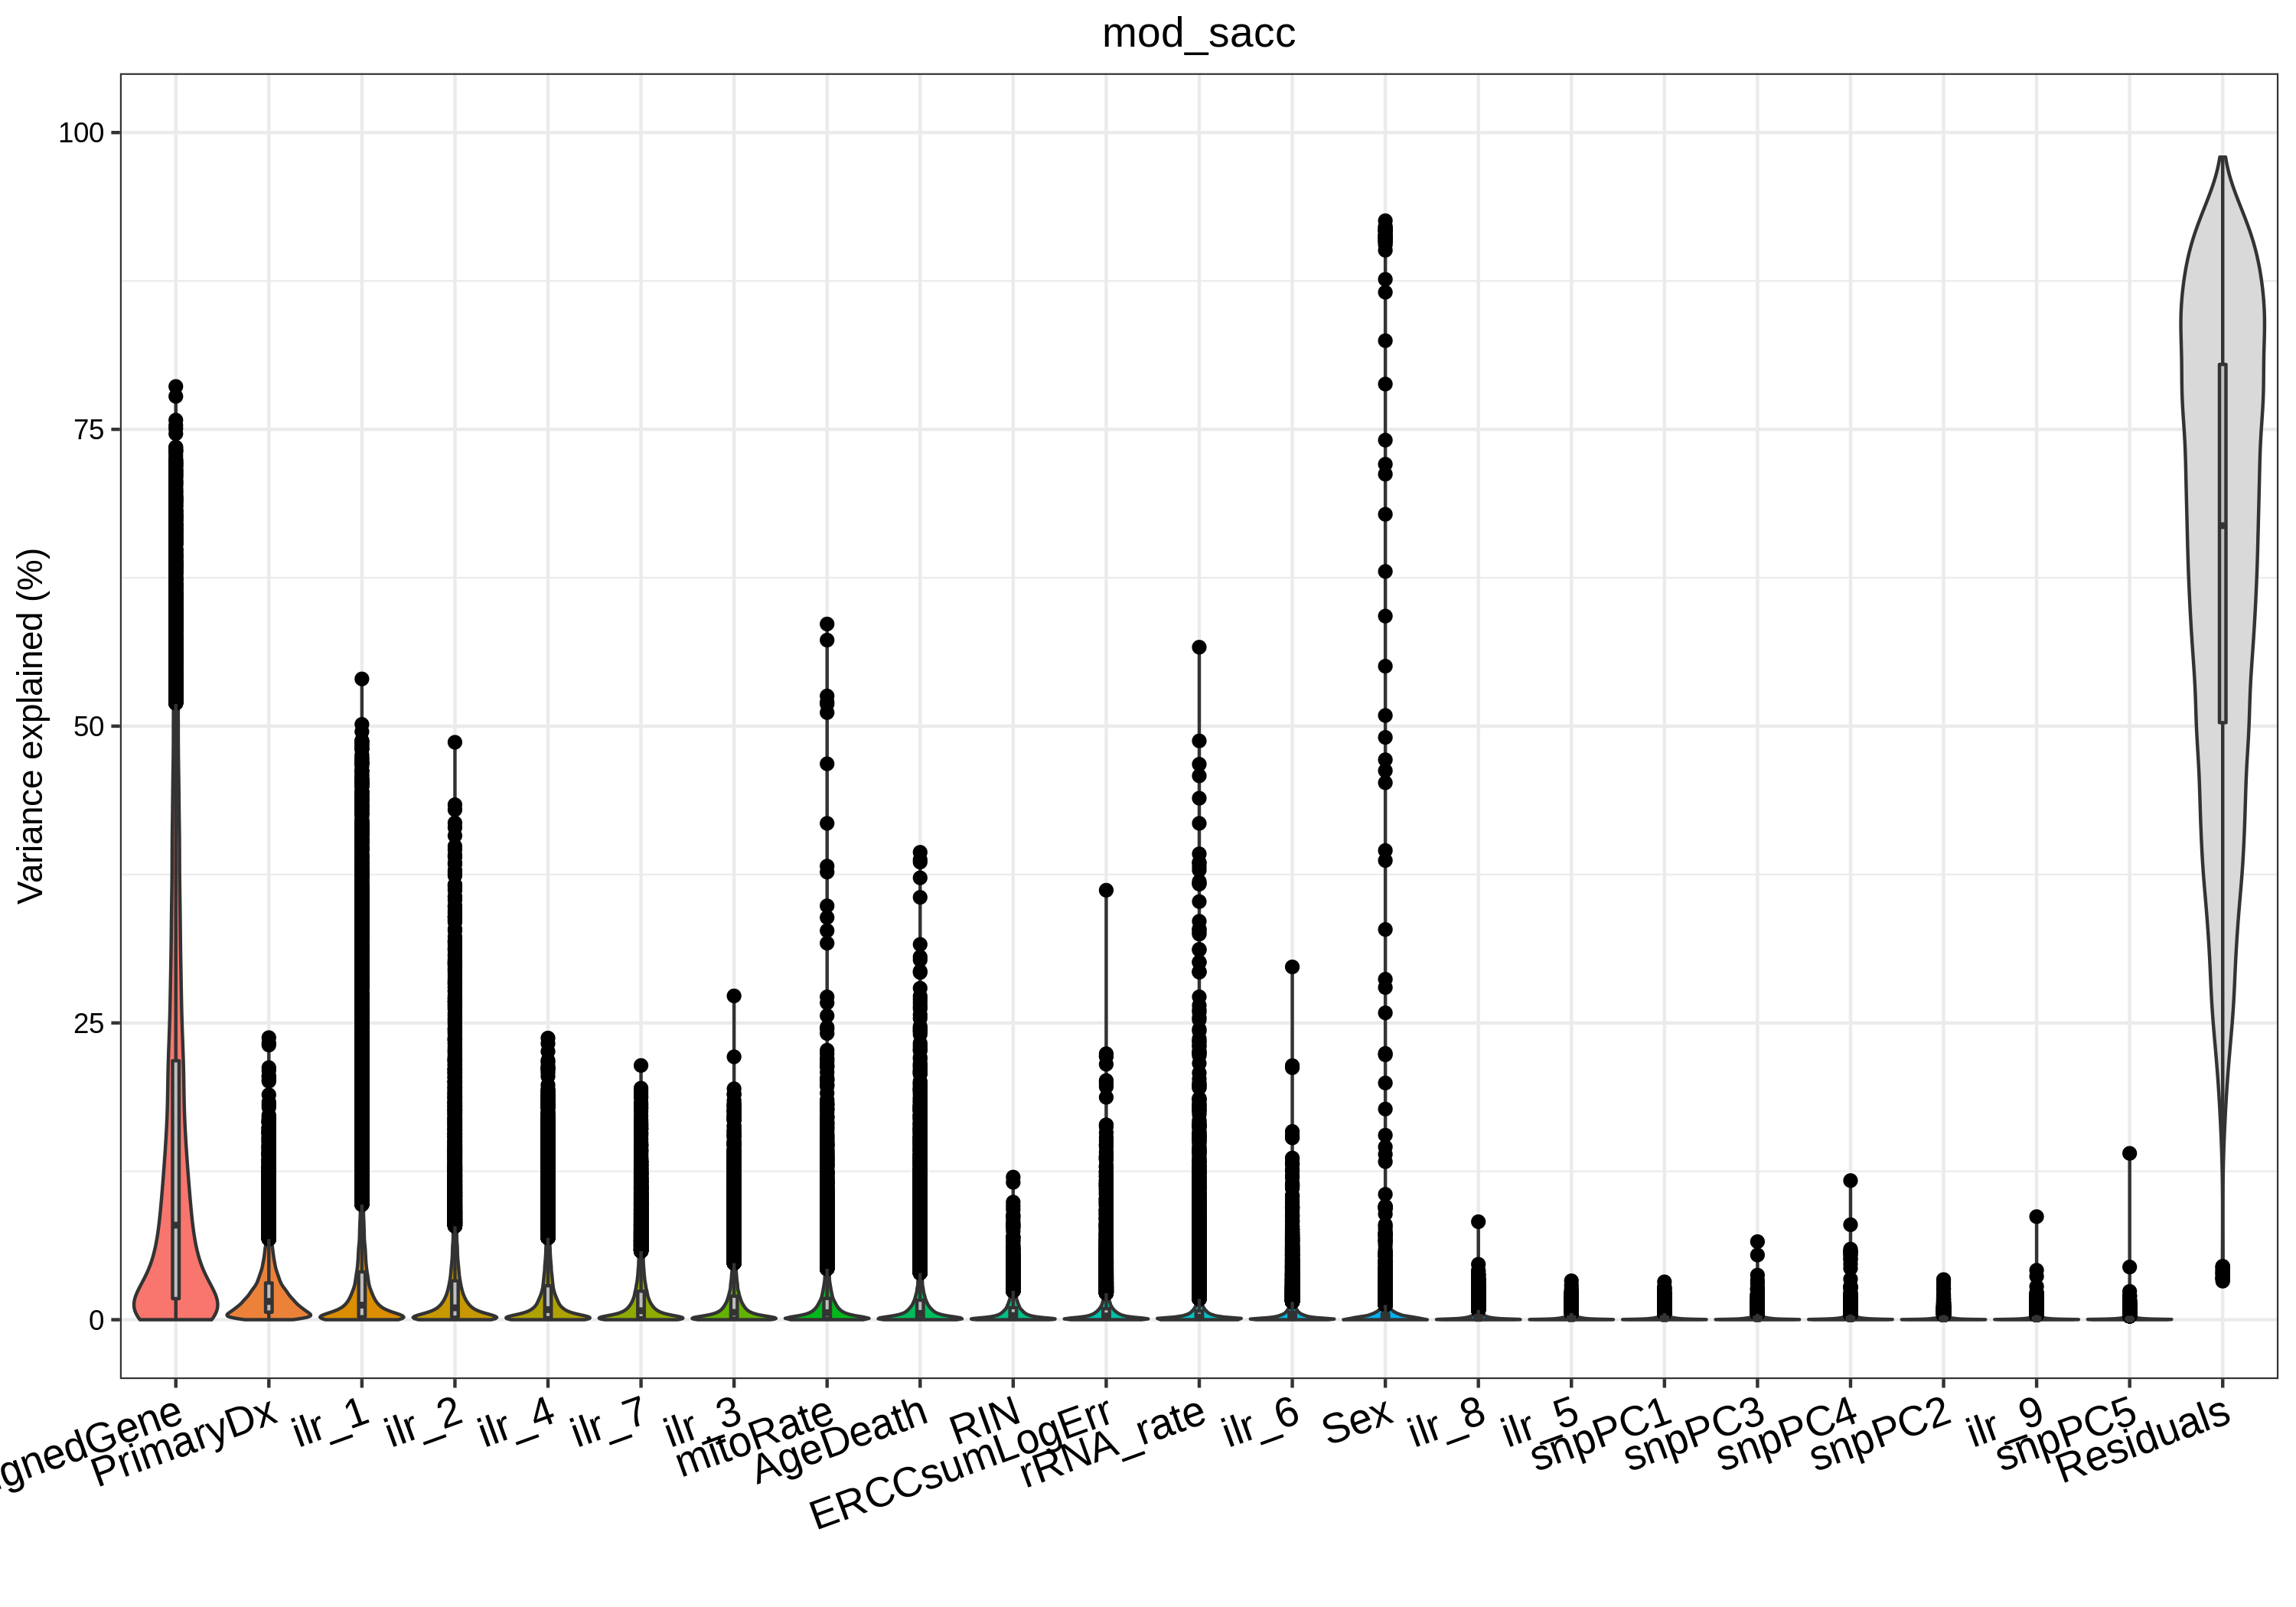 mod_sacc
Variance explained (%)
100
75
50
25
0
gnedGene
PrimaryDx
ilr_1
ilr_2
ilr_4
ilr_7
ilr_3
mitoRate
AgeDeath
RIN
ERCCsumLogErr
rRNA_rate
ilr_6
Sex
ilr_8
ilr_5
snpPC1
snpPC3
snpPC4
snpPC2
ilr_9
snpPC5
Residuals